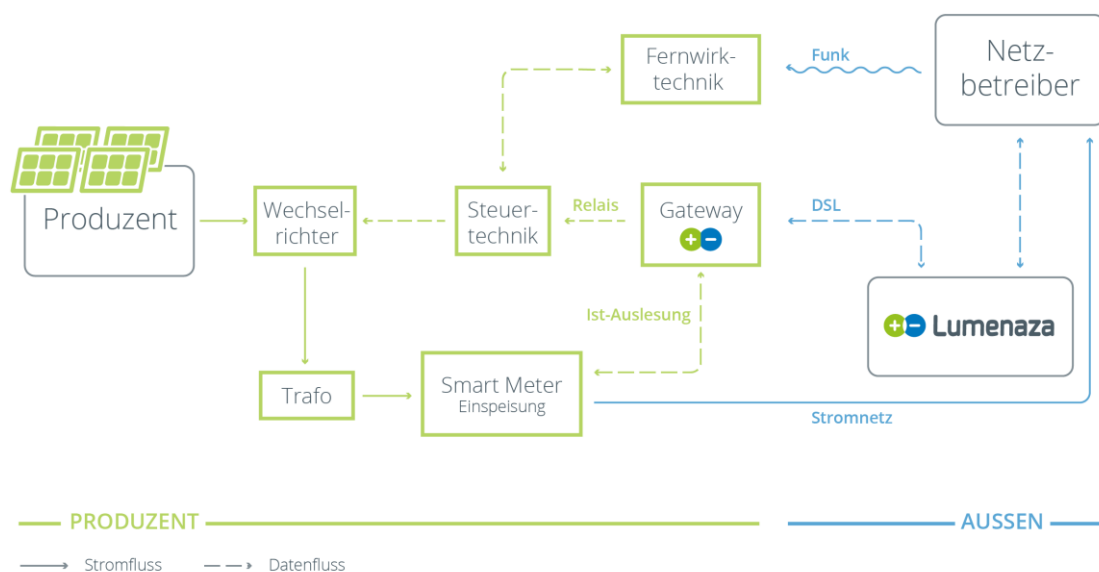 Fernwirk-
technik
Funk
Netz-
betreiber
Produzent
Wechsel-
richter
Steuer-
technik
Relais
Gateway
DSL
Ist-Auslesung
Lumenaza
Trafo
Smart Meter
Einspeisung
Stromnetz
PRODUZENT
AUSSEN
Stromfluss
Datenfluss